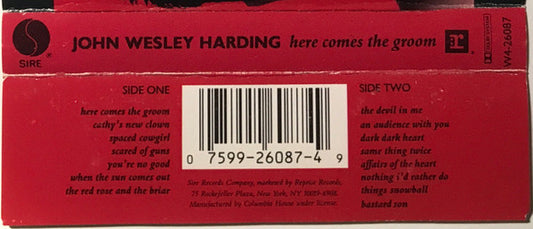 SIRE ®
JOHN WESLEY HARDING here comes the groom
W4-26087
SIDE ONE
here comes the groom
cathy's new clown
spaced cowgirl
scared of guns
you're no good
when the sun comes out
the red rose and the briar
0 7599-26087-4 9
Sire Records Company, marketed by Reprise Records,
75 Rockefeller Plaza, New York, NY 10019-6908.
Manufactured by Columbia House under license.
SIDE TWO
the devil in me
an audience with you
dark dark heart
same thing twice
affairs of the heart
nothing i'd rather do
things snowball
bastard son